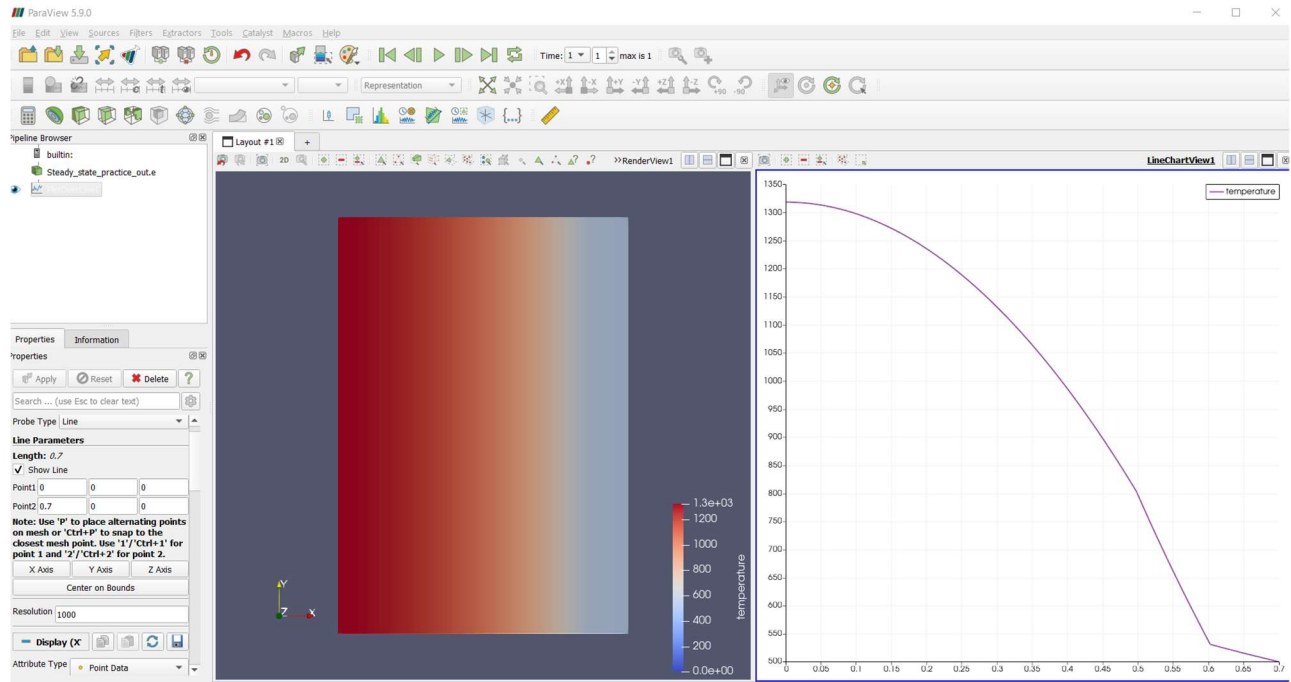 ParaView 5.9.0
File Edit View Sources Filters Extractors Tools Catalyst Macros Help
Time: 1 1 max is 1
Representation
+X -X +Y -Y +Z -Z +90 -90
Pipeline Browser
builtin:
Steady_state_practice_out.e
Properties Information
Properties
Apply Reset Delete ?
Search ... (use Esc to clear text)
Probe Type Line
Line Parameters
Length: 0.7
Show Line
Point1 0 0 0
Point2 0.7 0 0
Note: Use 'P' to place alternating points
on mesh or 'Ctrl+P' to snap to the
closest mesh point. Use '1'/'Ctrl+1' for
point 1 and '2'/'Ctrl+2' for point 2.
X Axis Y Axis Z Axis
Center on Bounds
Resolution 1000
Display (X
Attribute Type Point Data
Layout #1 +
2D >>RenderView1
Y
Z X
1.3e+03
1200
1000
800
600
400
200
0.0e+00
temperature
LineChartView1
temperature
1350
1300
1250
1200
1150
1100
1050
1000
950
900
850
800
750
700
650
600
550
500
0 0.05 0.1 0.15 0.2 0.25 0.3 0.35 0.4 0.45 0.5 0.55 0.6 0.65 0.7